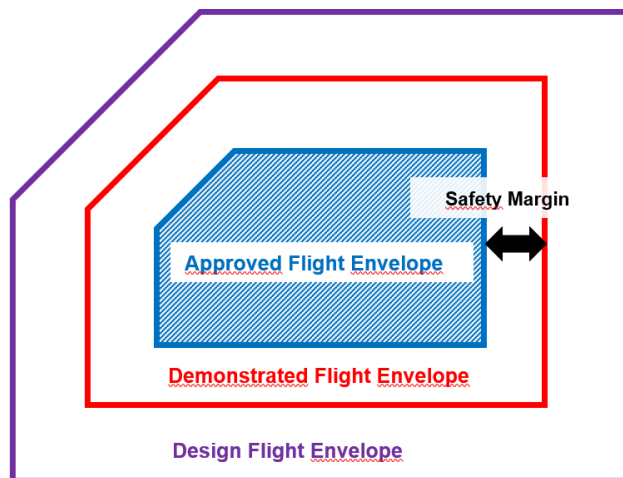 Safety Margin
Approved Flight Envelope
Demonstrated Flight Envelope
Design Flight Envelope